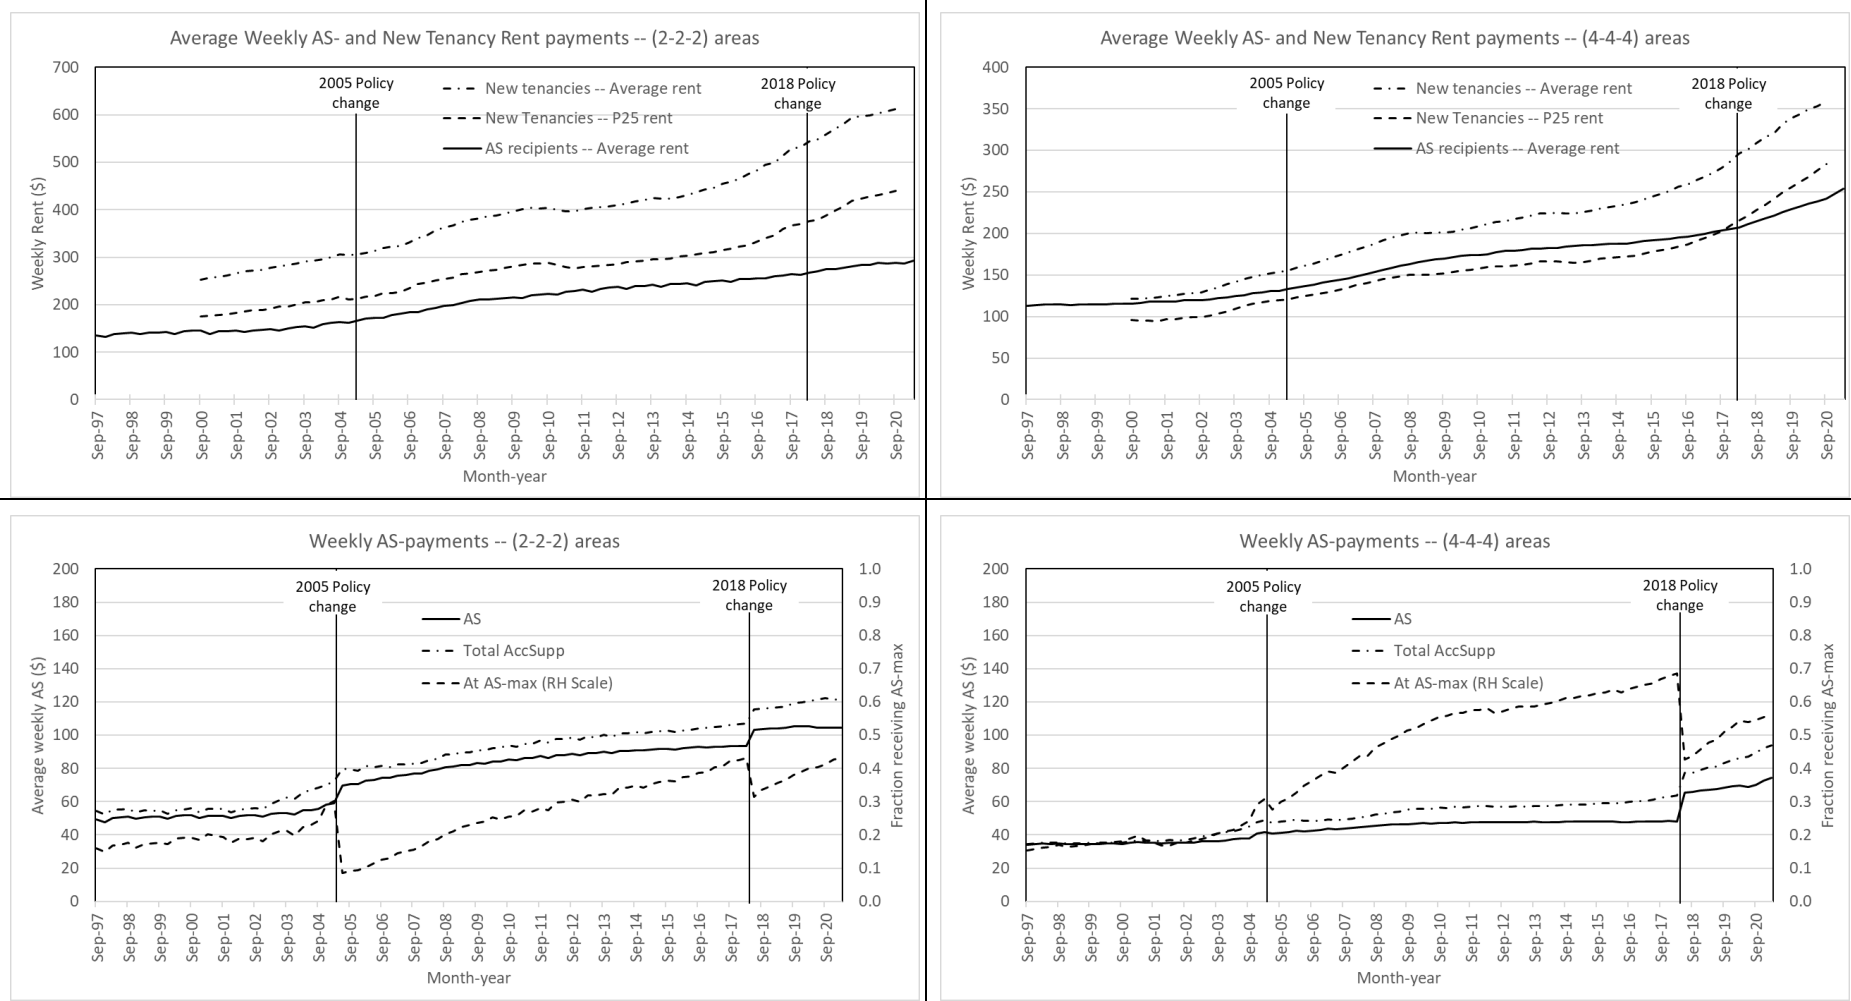 Average Weekly AS- and New Tenancy Rent payments -- (2-2-2) areas
700
600
500
400
300
200
100
0
Weekly Rent ($)
2005 Policy
change
2018 Policy
change
New tenancies -- Average rent
New Tenancies -- P25 rent
AS recipients -- Average rent
Sep-97
Sep-98
Sep-99
Sep-00
Sep-01
Sep-02
Sep-03
Sep-04
Sep-05
Sep-06
Sep-07
Sep-08
Sep-09
Sep-10
Sep-11
Sep-12
Sep-13
Sep-14
Sep-15
Sep-16
Sep-17
Sep-18
Sep-19
Sep-20
Month-year
Average Weekly AS- and New Tenancy Rent payments -- (4-4-4) areas
400
350
300
250
200
150
100
50
0
Weekly Rent ($)
2005 Policy
change
2018 Policy
change
New tenancies -- Average rent
New Tenancies -- P25 rent
AS recipients -- Average rent
Sep-97
Sep-98
Sep-99
Sep-00
Sep-01
Sep-02
Sep-03
Sep-04
Sep-05
Sep-06
Sep-07
Sep-08
Sep-09
Sep-10
Sep-11
Sep-12
Sep-13
Sep-14
Sep-15
Sep-16
Sep-17
Sep-18
Sep-19
Sep-20
Month-year
Weekly AS-payments -- (2-2-2) areas
200
180
160
140
120
100
80
60
40
20
0
Average weekly AS ($)
2005 Policy
change
2018 Policy
change
AS
Total AccSupp
At AS-max (RH Scale)
1.0
0.9
0.8
0.7
0.6
0.5
0.4
0.3
0.2
0.1
0.0
Fraction receiving AS-max
Sep-97
Sep-98
Sep-99
Sep-00
Sep-01
Sep-02
Sep-03
Sep-04
Sep-05
Sep-06
Sep-07
Sep-08
Sep-09
Sep-10
Sep-11
Sep-12
Sep-13
Sep-14
Sep-15
Sep-16
Sep-17
Sep-18
Sep-19
Sep-20
Month-year
Weekly AS-payments -- (4-4-4) areas
200
180
160
140
120
100
80
60
40
20
0
Average weekly AS ($)
2005 Policy
change
2018 Policy
change
AS
Total AccSupp
At AS-max (RH Scale)
1.0
0.9
0.8
0.7
0.6
0.5
0.4
0.3
0.2
0.1
0.0
Fraction receiving AS-max
Sep-97
Sep-98
Sep-99
Sep-00
Sep-01
Sep-02
Sep-03
Sep-04
Sep-05
Sep-06
Sep-07
Sep-08
Sep-09
Sep-10
Sep-11
Sep-12
Sep-13
Sep-14
Sep-15
Sep-16
Sep-17
Sep-18
Sep-19
Sep-20
Month-year